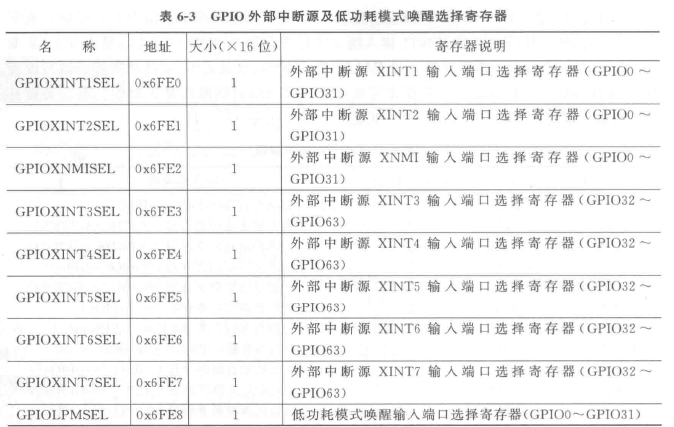 表 6-3 GPIO 外部中断源及低功耗模式唤醒选择寄存器
名 称 地址 大小(×16 位) 寄存器说明
GPIOXINT1SEL 0x6FE0 1 外部中断源 XINT1 输入端口选择寄存器(GPIO0～
GPIO31)
GPIOXINT2SEL 0x6FE1 1 外部中断源 XINT2 输入端口选择寄存器(GPIO0～
GPIO31)
GPIOXNMISEL 0x6FE2 1 外部中断源 XNMI 输入端口选择寄存器(GPIO0～
GPIO31)
GPIOXINT3SEL 0x6FE3 1 外部中断源 XINT3 输入端口选择寄存器(GPIO32～
GPIO63)
GPIOXINT4SEL 0x6FE4 1 外部中断源 XINT4 输入端口选择寄存器(GPIO32～
GPIO63)
GPIOXINT5SEL 0x6FE5 1 外部中断源 XINT5 输入端口选择寄存器(GPIO32～
GPIO63)
GPIOXINT6SEL 0x6FE6 1 外部中断源 XINT6 输入端口选择寄存器(GPIO32～
GPIO63)
GPIOXINT7SEL 0x6FE7 1 外部中断源 XINT7 输入端口选择寄存器(GPIO32～
GPIO63)
GPIOLPMSEL 0x6FE8 1 低功耗模式唤醒输入端口选择寄存器(GPIO0～GPIO31)